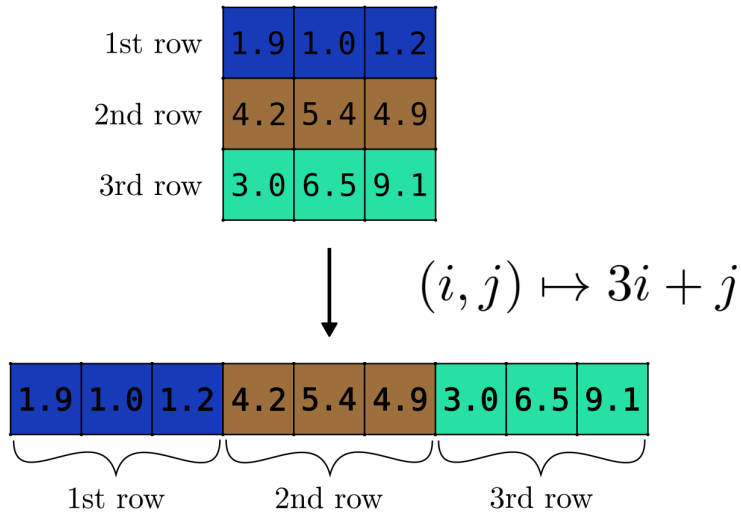 1st row 1.9 1.0 1.2
2nd row 4.2 5.4 4.9
3rd row 3.0 6.5 9.1
(i, j) ↦ 3i + j
1.9 1.0 1.2 4.2 5.4 4.9 3.0 6.5 9.1
1st row 2nd row 3rd row